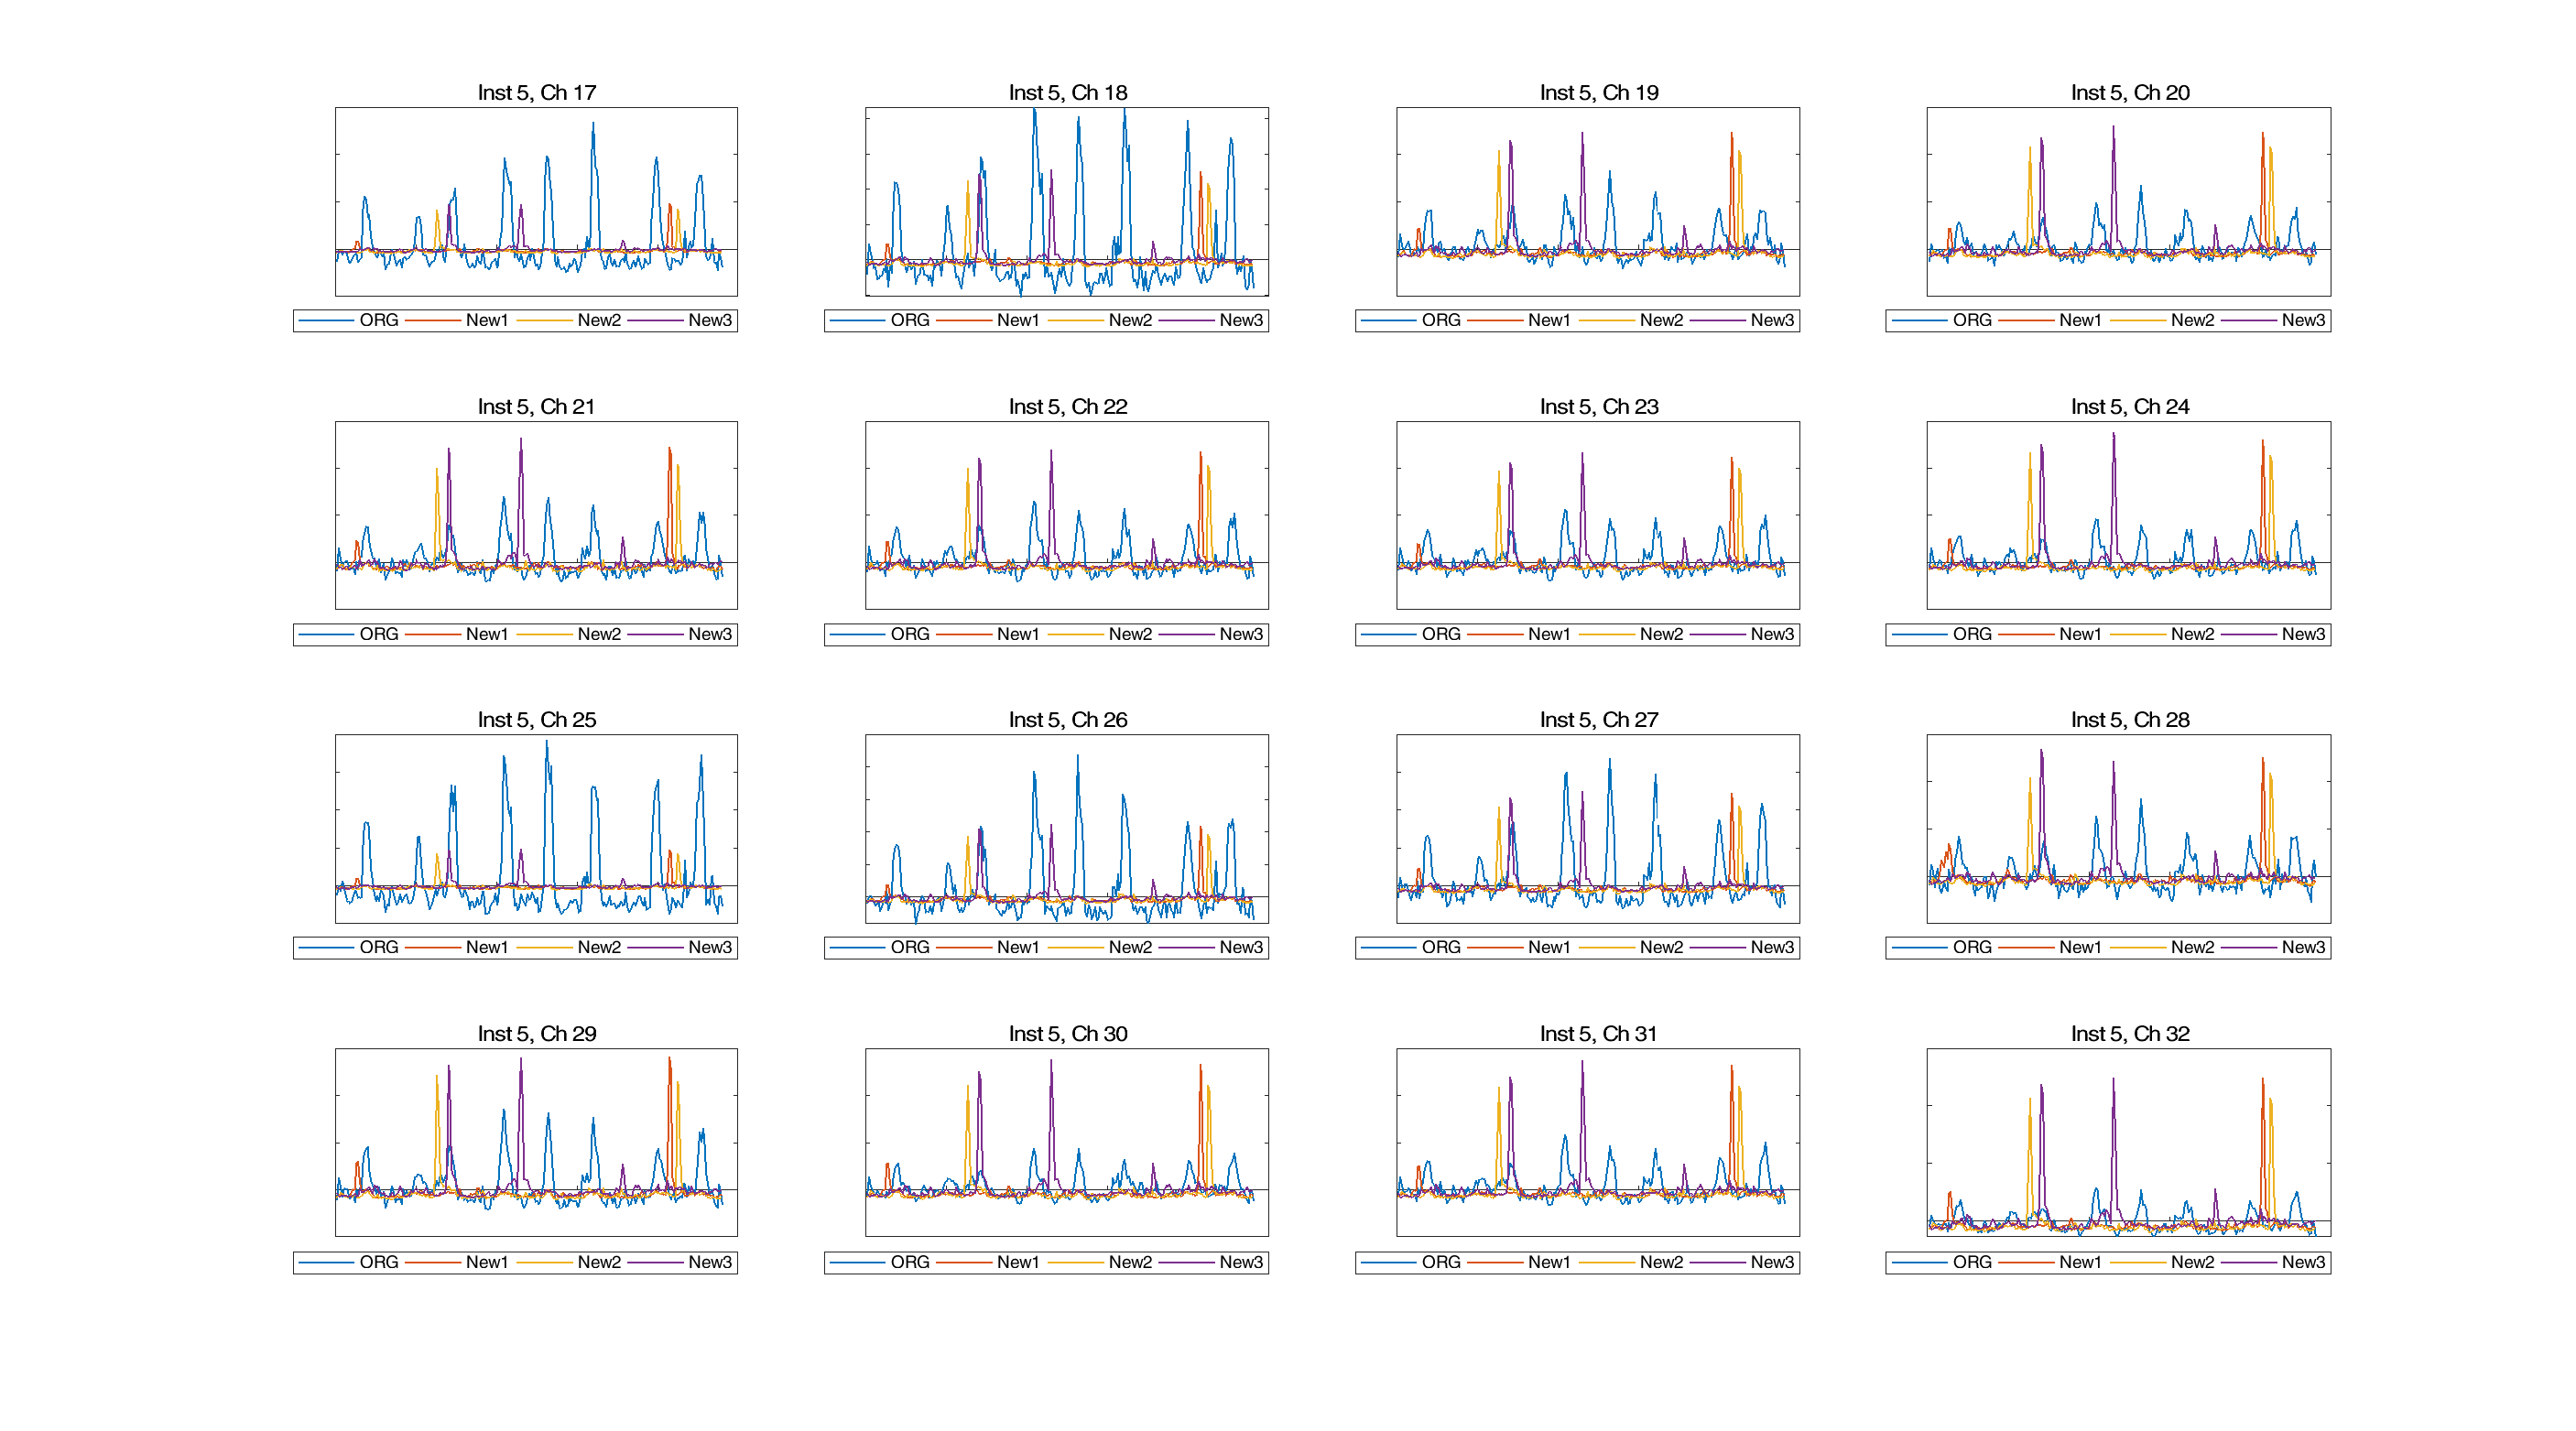 Inst 5, Ch 17
ORG New1 New2 New3
Inst 5, Ch 18
ORG New1 New2 New3
Inst 5, Ch 19
ORG New1 New2 New3
Inst 5, Ch 20
ORG New1 New2 New3
Inst 5, Ch 21
ORG New1 New2 New3
Inst 5, Ch 22
ORG New1 New2 New3
Inst 5, Ch 23
ORG New1 New2 New3
Inst 5, Ch 24
ORG New1 New2 New3
Inst 5, Ch 25
ORG New1 New2 New3
Inst 5, Ch 26
ORG New1 New2 New3
Inst 5, Ch 27
ORG New1 New2 New3
Inst 5, Ch 28
ORG New1 New2 New3
Inst 5, Ch 29
ORG New1 New2 New3
Inst 5, Ch 30
ORG New1 New2 New3
Inst 5, Ch 31
ORG New1 New2 New3
Inst 5, Ch 32
ORG New1 New2 New3